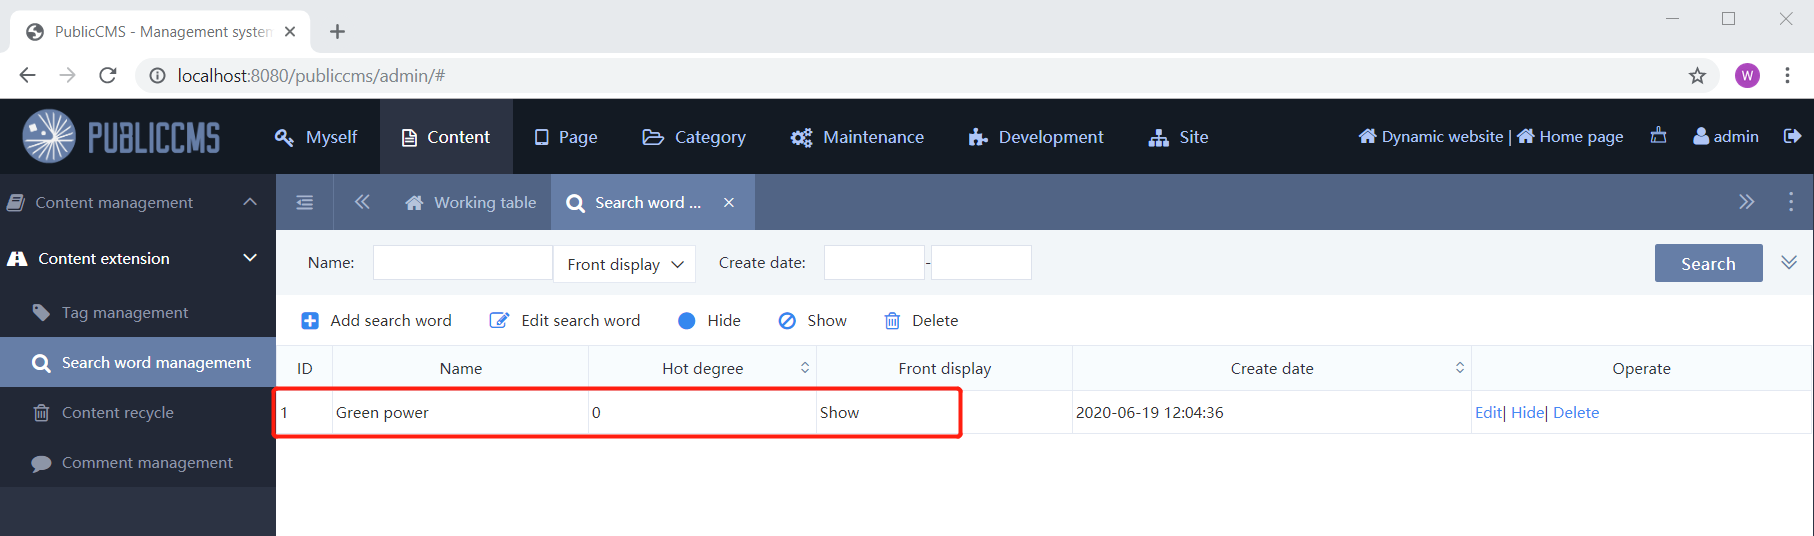 PublicCMS - Management system
localhost:8080/publiccms/admin/#
W
PUBLICCMS
Myself
Content
Page
Category
Maintenance
Development
Site
Dynamic website | Home page
admin
Content management
Working table
Search word ...
Content extension
Name:
Front display
Create date:
-
Search
Tag management
Add search word
Edit search word
Hide
Show
Delete
Search word management
ID
Name
Hot degree
Front display
Create date
Operate
Content recycle
1
Green power
0
Show
2020-06-19 12:04:36
Edit| Hide| Delete
Comment management